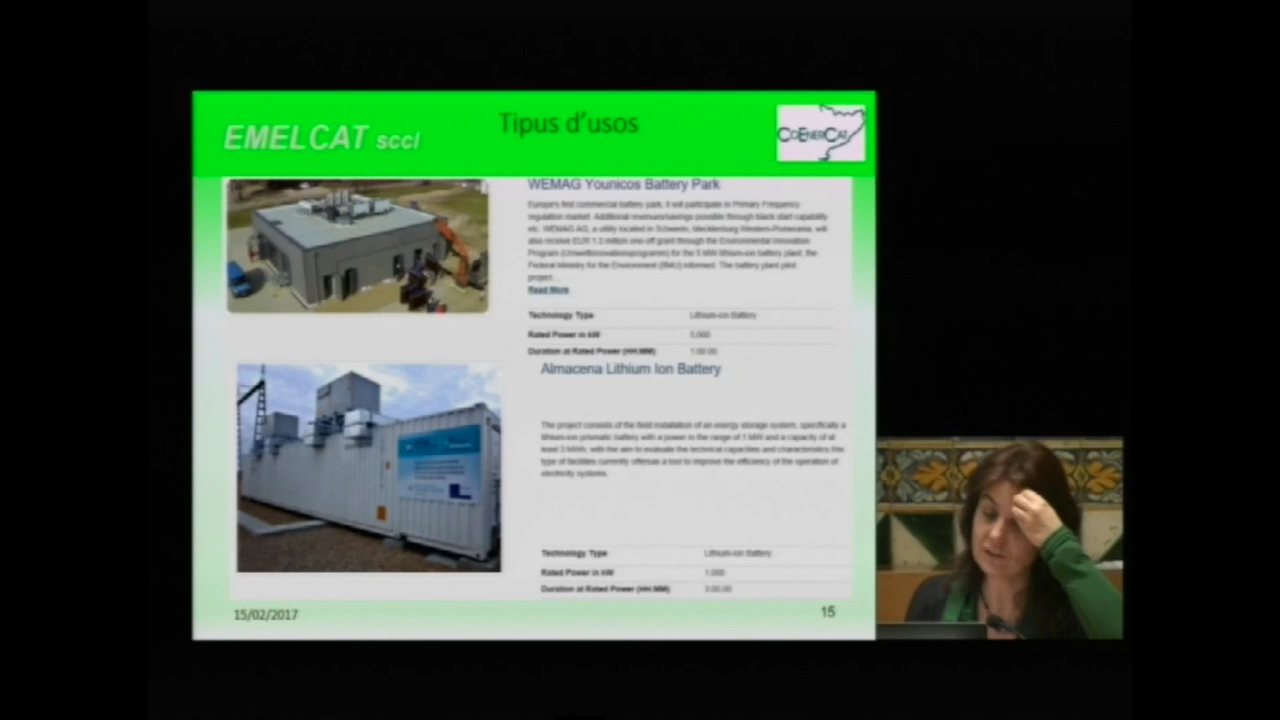 EMELCAT sccl
Tipus d'usos
COENERCAT
WEMAG Younicos Battery Park
Europe's first commercial battery park, it will participate in Primary Frequency
regulation market. Additional revenues/savings possible through black start capability
etc. WEMAG AG, a utility located in Schwerin, Mecklenburg Western-Pomerania, will
also receive EUR 1.3 million one-off grant through the Environmental Innovation
Program (Umweltinnovationsprogramm) for the 5 MW lithium-ion battery plant, the
Federal Ministry for the Environment (BMU) informed. The battery plant pilot
project ...
Read More
Technology Type Lithium-ion Battery
Rated Power in kW 5,000
Duration at Rated Power (HH:MM) 1:00.00
Almacena Lithium Ion Battery
The project consists of the field installation of an energy storage system, specifically a
lithium-ion prismatic battery with a power in the range of 1 MW and a capacity of at
least 3 MWh, with the aim to evaluate the technical capacities and characteristics this
type of facilities currently offersas a tool to improve the efficiency of the operation of
electricity systems.
Technology Type Lithium-ion Battery
Rated Power in kW 1,000
Duration at Rated Power (HH:MM) 3:00.00
15/02/2017
15